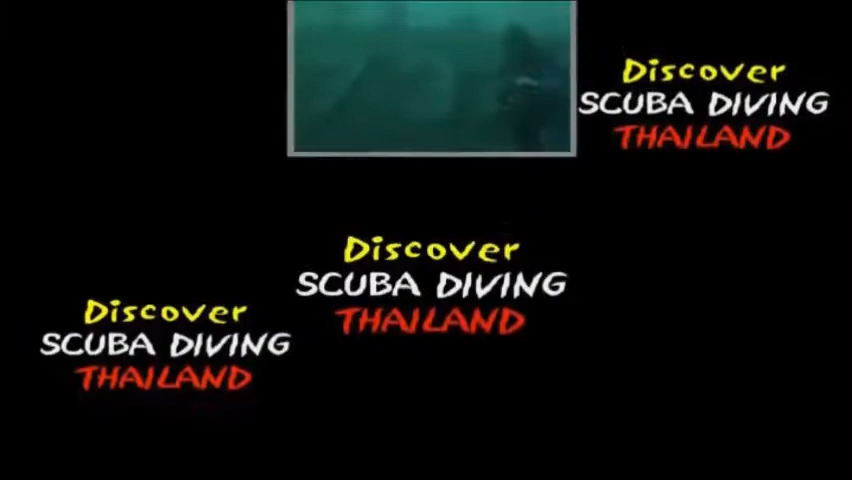 Discover
SCUBA DIVING
THAILAND
Discover
SCUBA DIVING
THAILAND
Discover
SCUBA DIVING
THAILAND